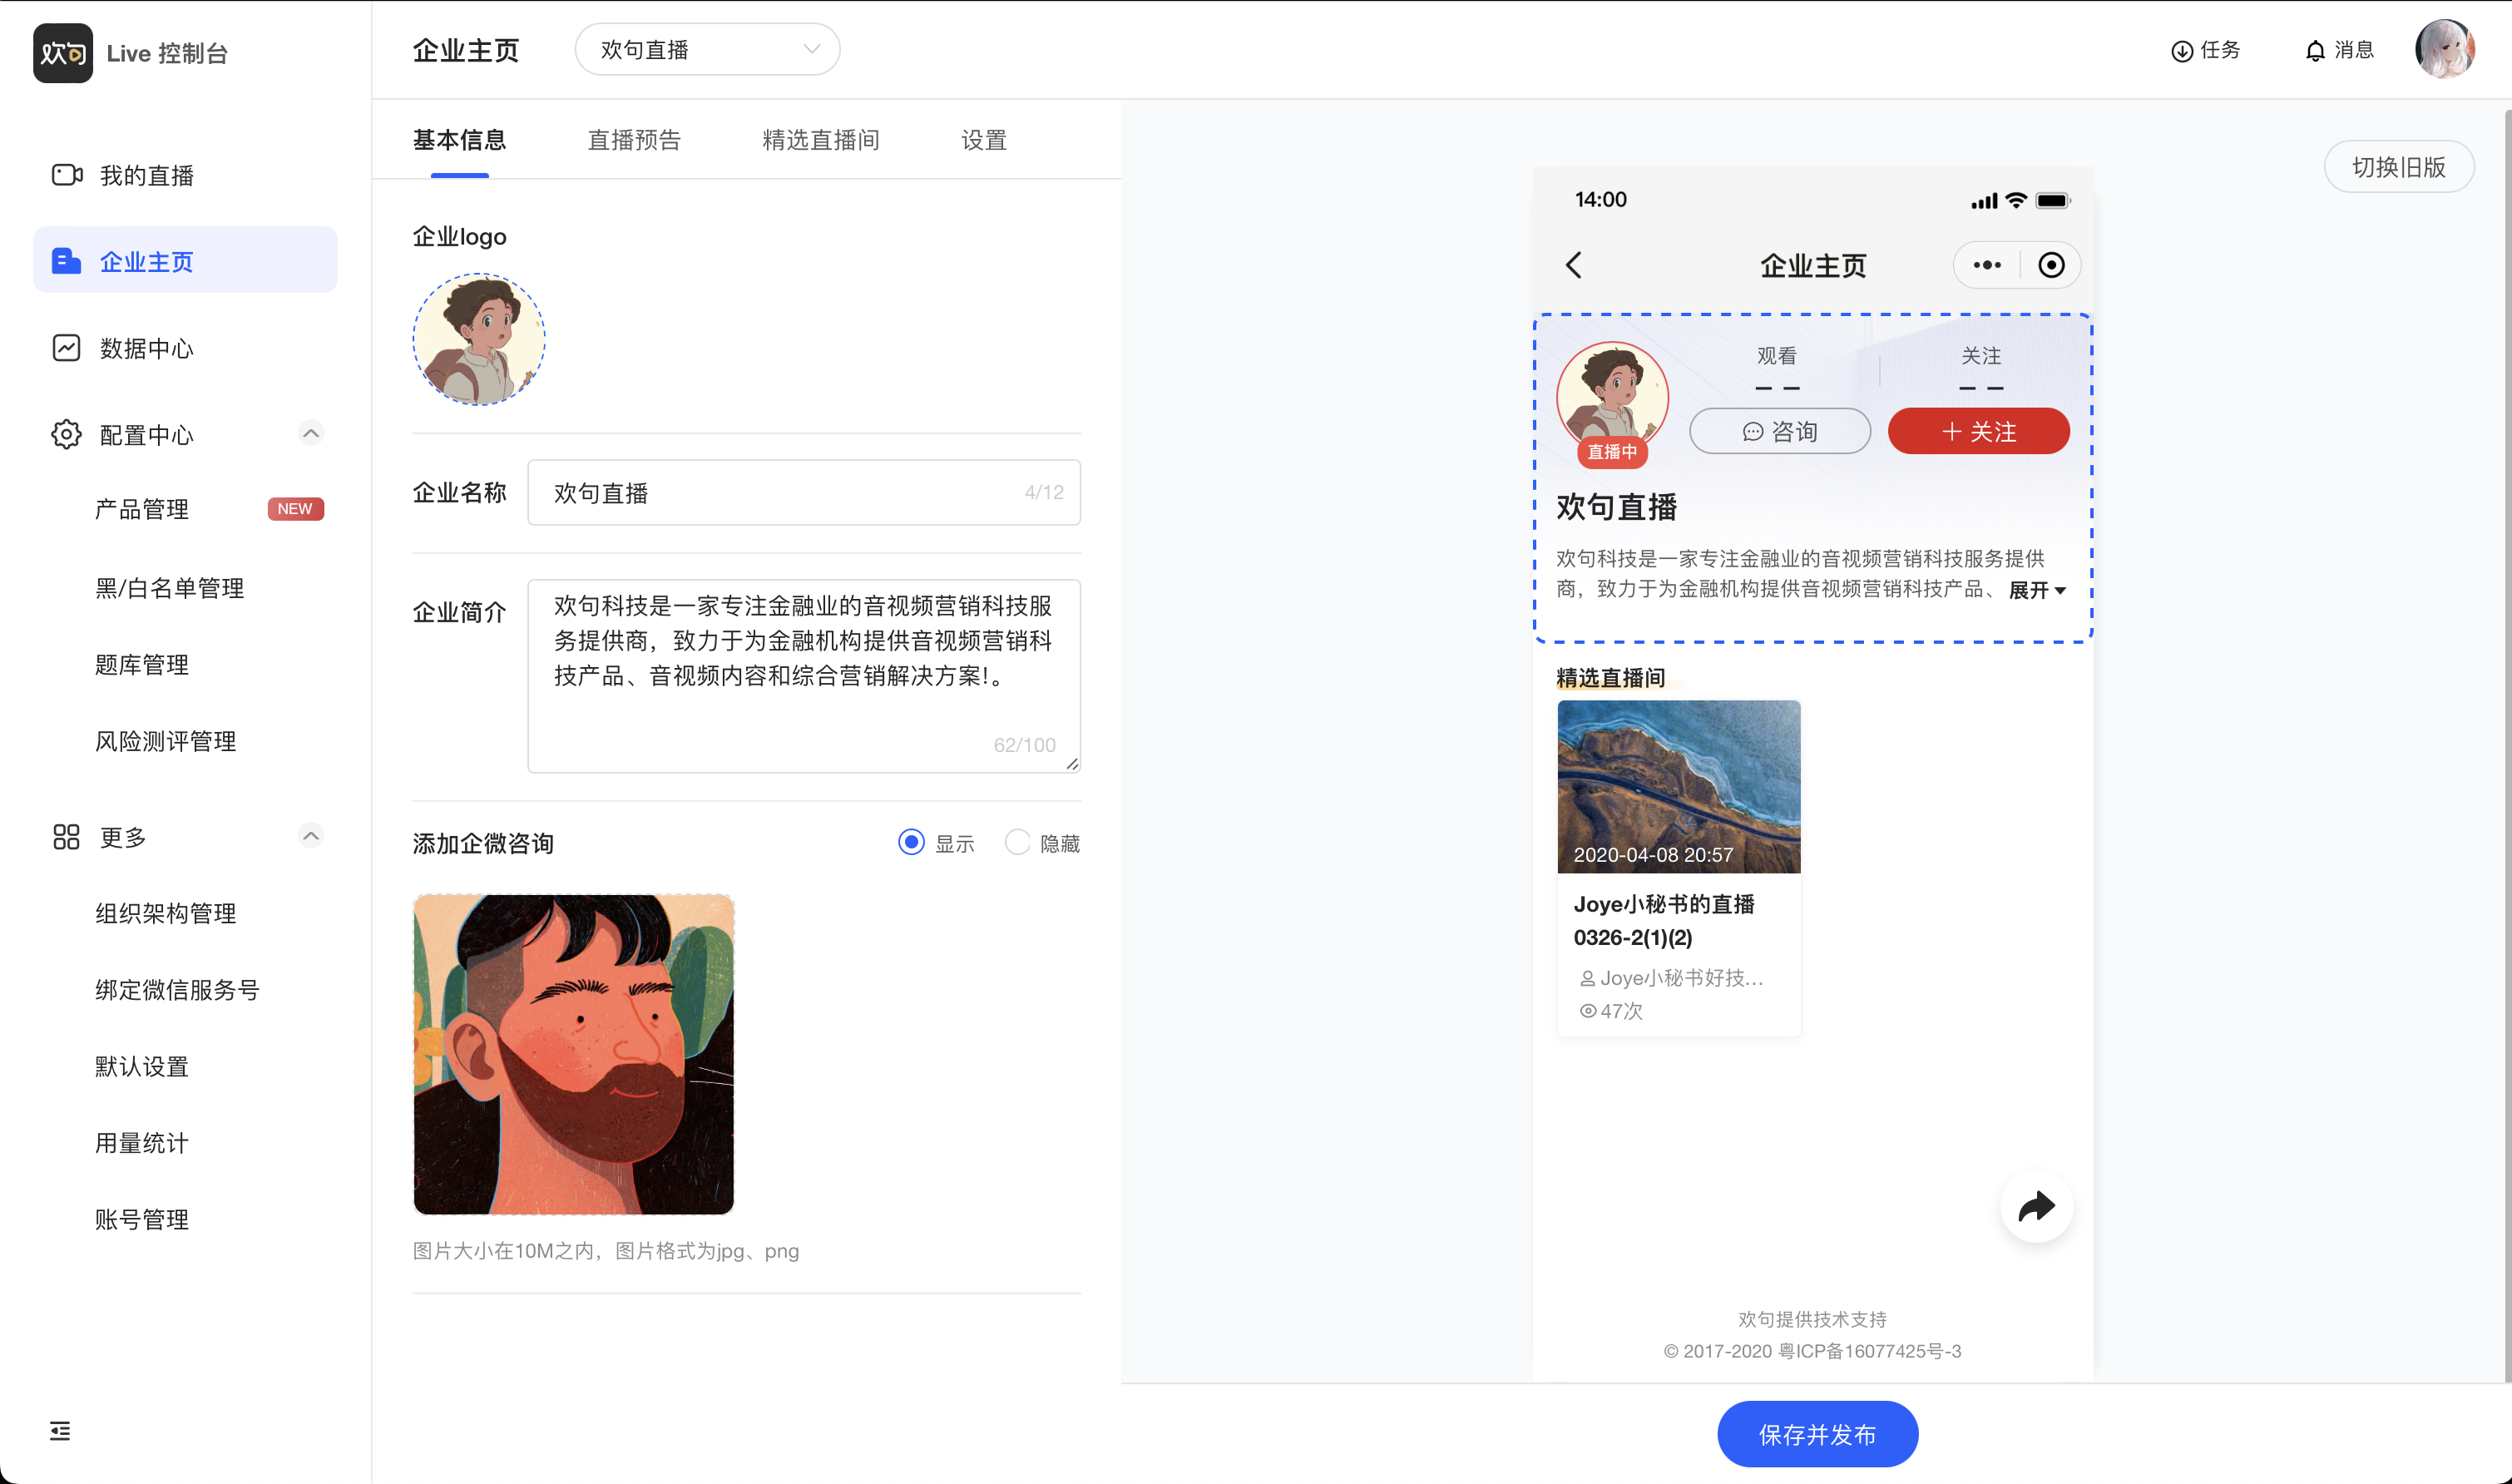 欢句 Live 控制台
企业主页
欢句直播
任务
消息
我的直播
企业主页
数据中心
配置中心
产品管理 NEW
黑/白名单管理
题库管理
风险测评管理
更多
组织架构管理
绑定微信服务号
默认设置
用量统计
账号管理
基本信息 直播预告 精选直播间 设置
企业logo
企业名称 欢句直播 4/12
企业简介
欢句科技是一家专注金融业的音视频营销科技服
务提供商，致力于为金融机构提供音视频营销科
技产品、音视频内容和综合营销解决方案!。
62/100
添加企微咨询 显示 隐藏
图片大小在10M之内，图片格式为jpg、png
切换旧版
14:00
企业主页
观看 关注
– – – –
直播中 咨询 + 关注
欢句直播
欢句科技是一家专注金融业的音视频营销科技服务提供
商，致力于为金融机构提供音视频营销科技产品、 展开
精选直播间
2020-04-08 20:57
Joye小秘书的直播
0326-2(1)(2)
Joye小秘书好技...
47次
欢句提供技术支持
© 2017-2020 粤ICP备16077425号-3
保存并发布